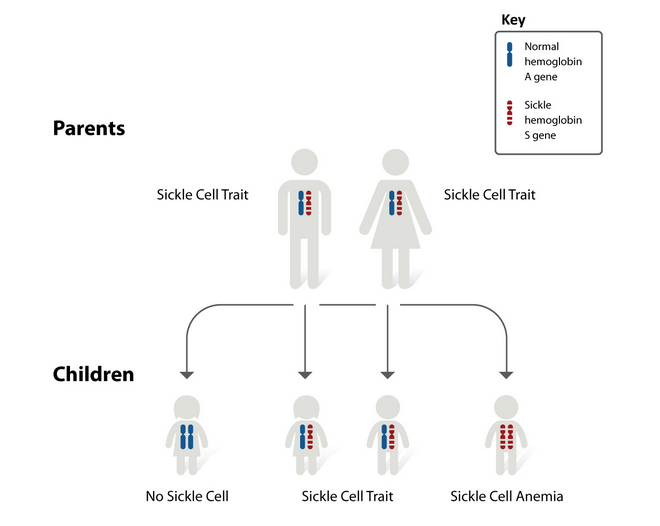 Key
Normal
hemoglobin
A gene
Sickle
hemoglobin
S gene
Parents
Sickle Cell Trait
Sickle Cell Trait
Children
No Sickle Cell
Sickle Cell Trait
Sickle Cell Anemia